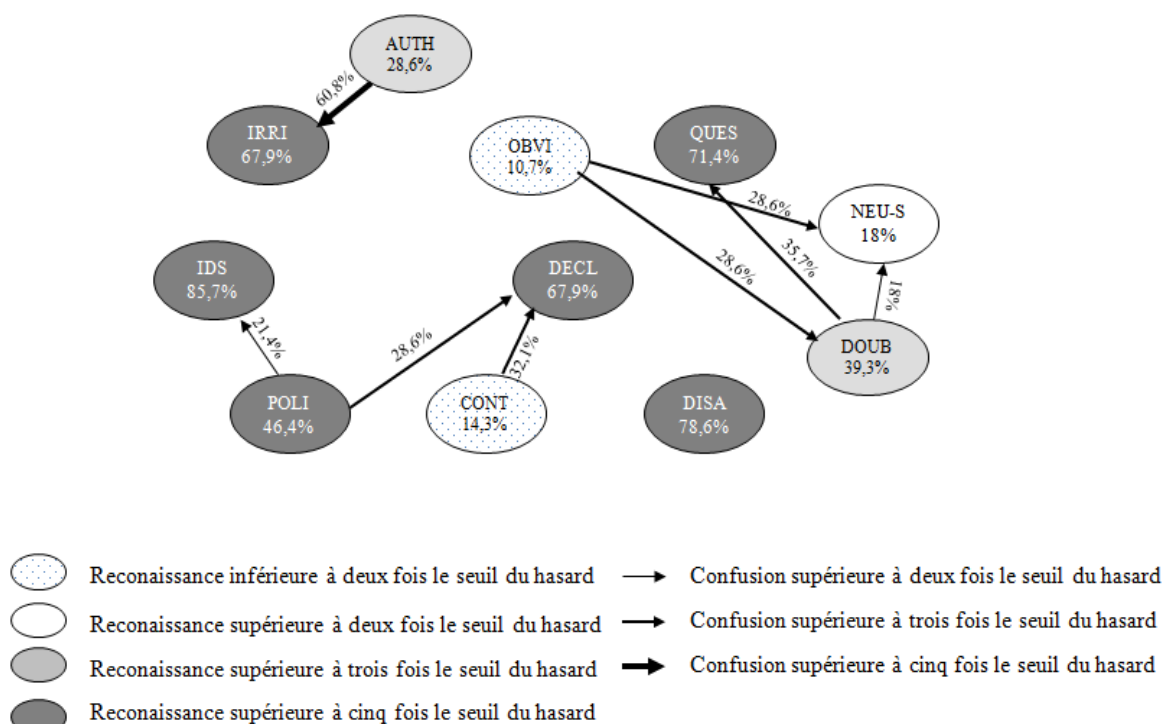 AUTH
28,6%
60,8%
IRRI
67,9%
OBVI
10,7%
QUES
71,4%
28,6%
NEU-S
18%
35,7%
28,6%
IDS
85,7%
DECL
67,9%
18%
21,4%
28,6%
32,1%
DOUB
39,3%
POLI
46,4%
CONT
14,3%
DISA
78,6%
Reconaissance inférieure à deux fois le seuil du hasard
Confusion supérieure à deux fois le seuil du hasard
Reconaissance supérieure à deux fois le seuil du hasard
Confusion supérieure à trois fois le seuil du hasard
Reconaissance supérieure à trois fois le seuil du hasard
Confusion supérieure à cinq fois le seuil du hasard
Reconaissance supérieure à cinq fois le seuil du hasard